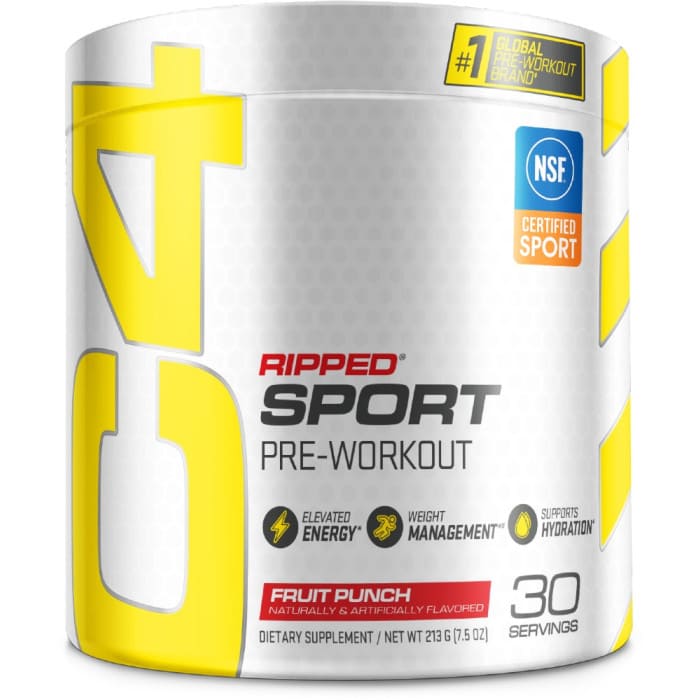 C4
#1 GLOBAL
PRE-WORKOUT
BRAND*
NSF®
CERTIFIED
SPORT
RIPPED®
SPORT
PRE-WORKOUT
ELEVATED
ENERGY*
WEIGHT
MANAGEMENT
SUPPORTS
HYDRATION*
FRUIT PUNCH
NATURALLY & ARTIFICIALLY FLAVORED
30
SERVINGS
DIETARY SUPPLEMENT / NET WT 213 G (7.5 OZ)